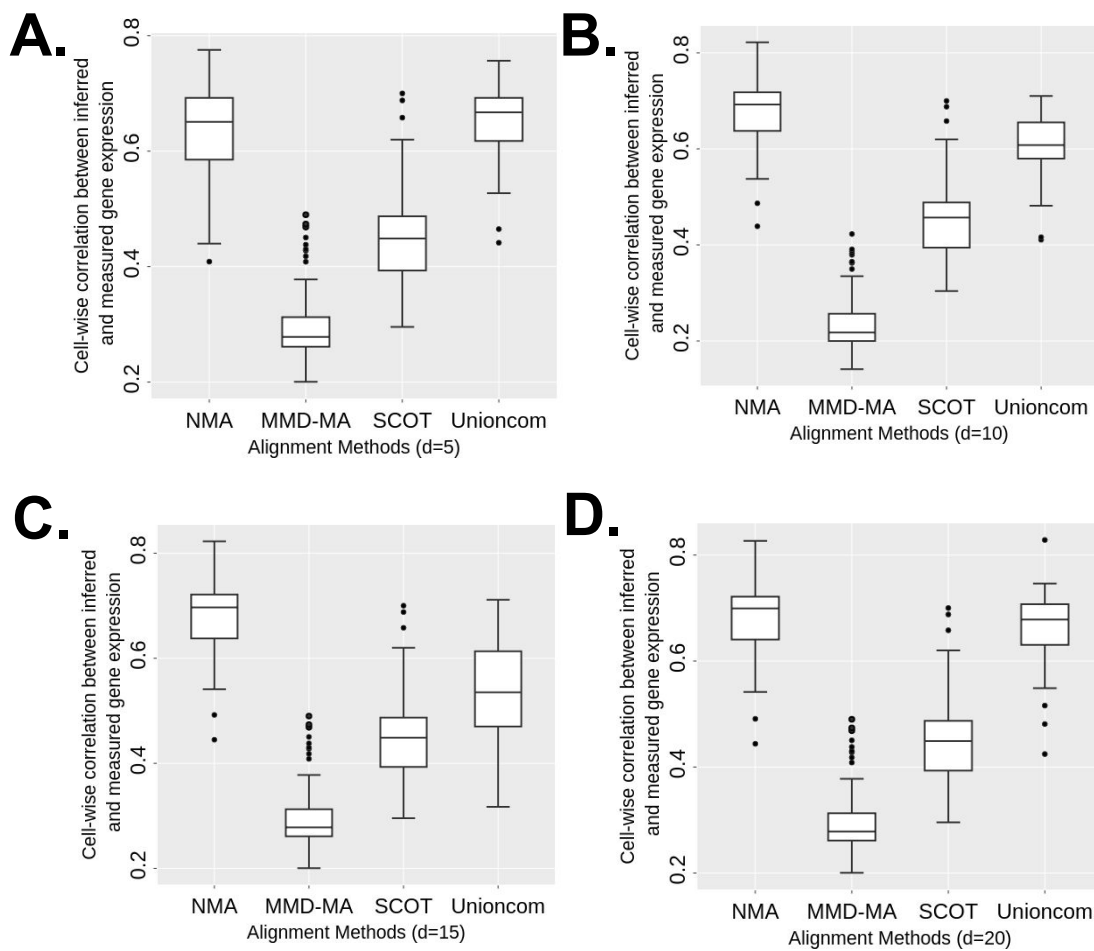 A.
Cell-wise correlation between inferred
and measured gene expression
0.8
0.6
0.4
0.2
NMA MMD-MA SCOT Unioncom
Alignment Methods (d=5)
B.
Cell-wise correlation between inferred
and measured gene expression
0.8
0.6
0.4
0.2
NMA MMD-MA SCOT Unioncom
Alignment Methods (d=10)
C.
Cell-wise correlation between inferred
and measured gene expression
0.8
0.6
0.4
0.2
NMA MMD-MA SCOT Unioncom
Alignment Methods (d=15)
D.
Cell-wise correlation between inferred
and measured gene expression
0.8
0.6
0.4
0.2
NMA MMD-MA SCOT Unioncom
Alignment Methods (d=20)